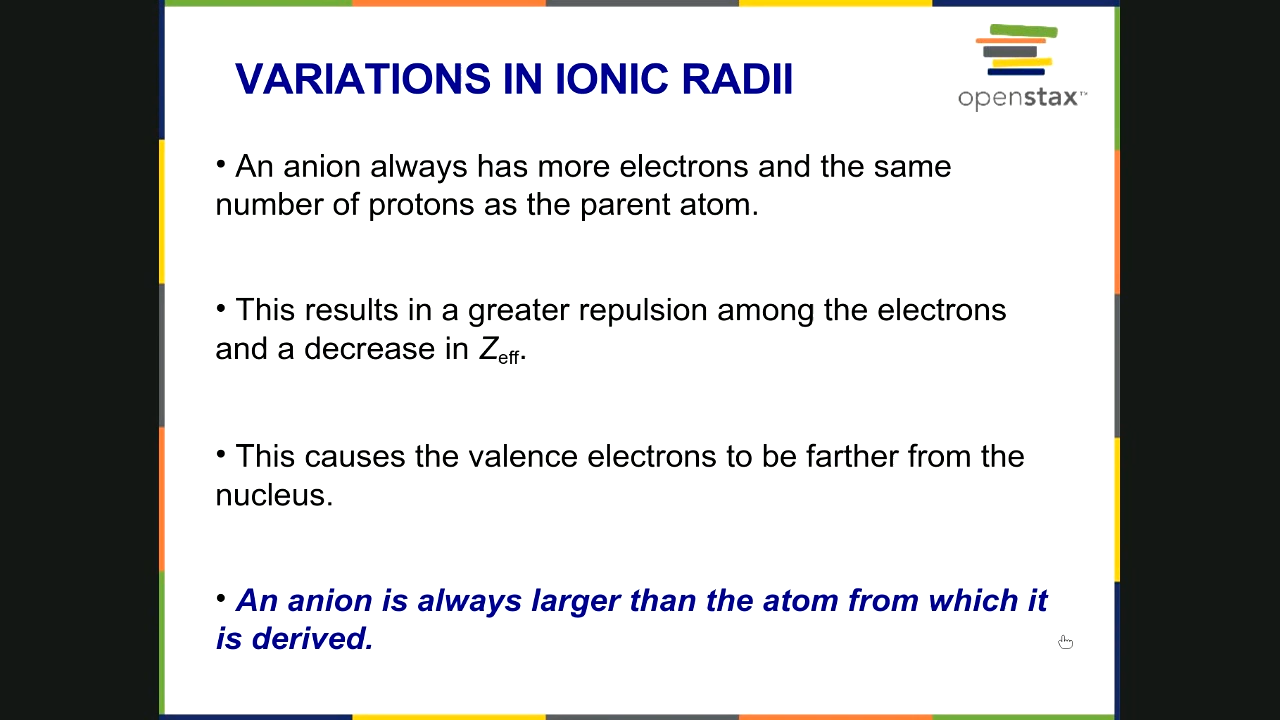 VARIATIONS IN IONIC RADII
openstax™
• An anion always has more electrons and the same
number of protons as the parent atom.
• This results in a greater repulsion among the electrons
and a decrease in Zeff.
• This causes the valence electrons to be farther from the
nucleus.
• An anion is always larger than the atom from which it
is derived.